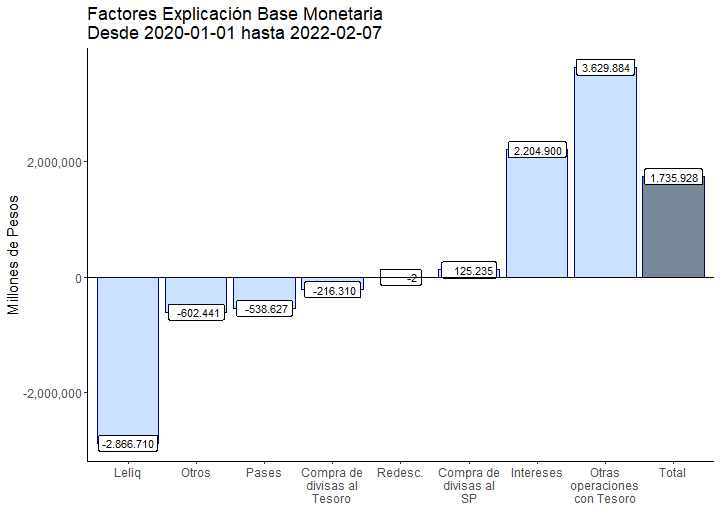 Factores Explicación Base Monetaria
Desde 2020-01-01 hasta 2022-02-07
Millones de Pesos
2,000,000
0
-2,000,000
-2.866.710
-602.441
-538.627
-216.310
-2
125.235
2.204.900
3.629.884
1.735.928
Leliq
Otros
Pases
Compra de
divisas al
Tesoro
Redesc.
Compra de
divisas al
SP
Intereses
Otras
operaciones
con Tesoro
Total